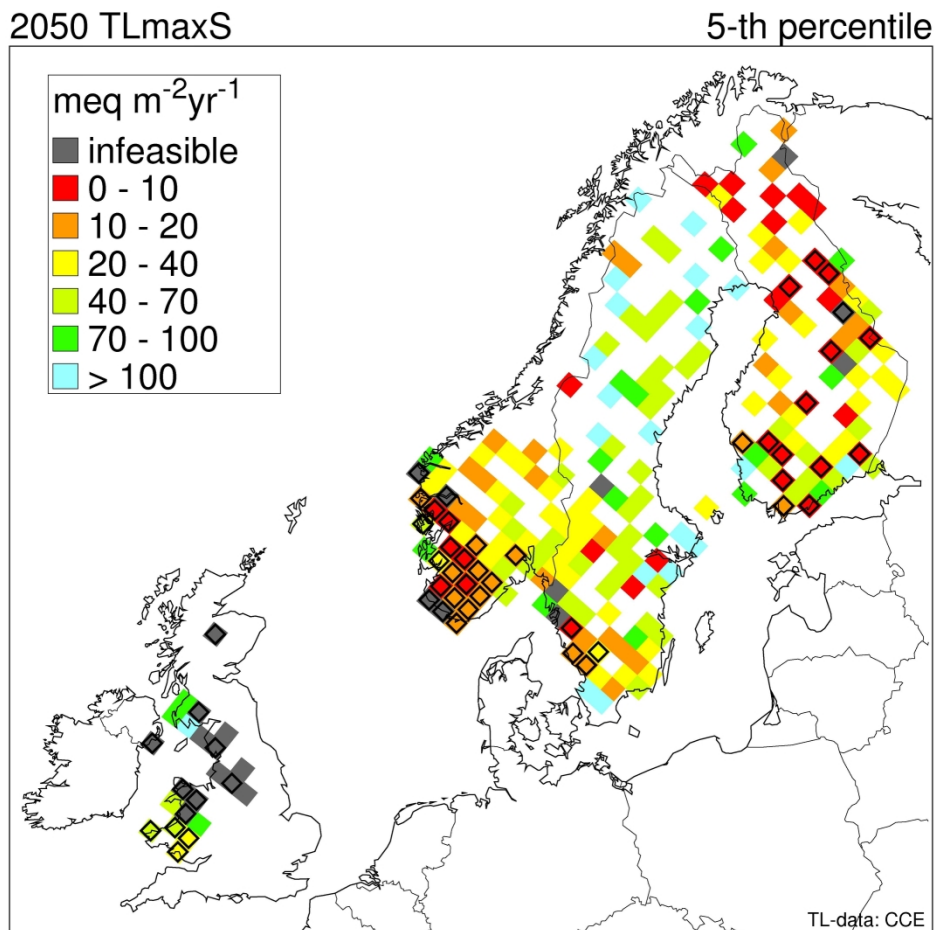 2050 TLmaxS 5-th percentile
meq m-2yr-1
infeasible
0 - 10
10 - 20
20 - 40
40 - 70
70 - 100
> 100
TL-data: CCE